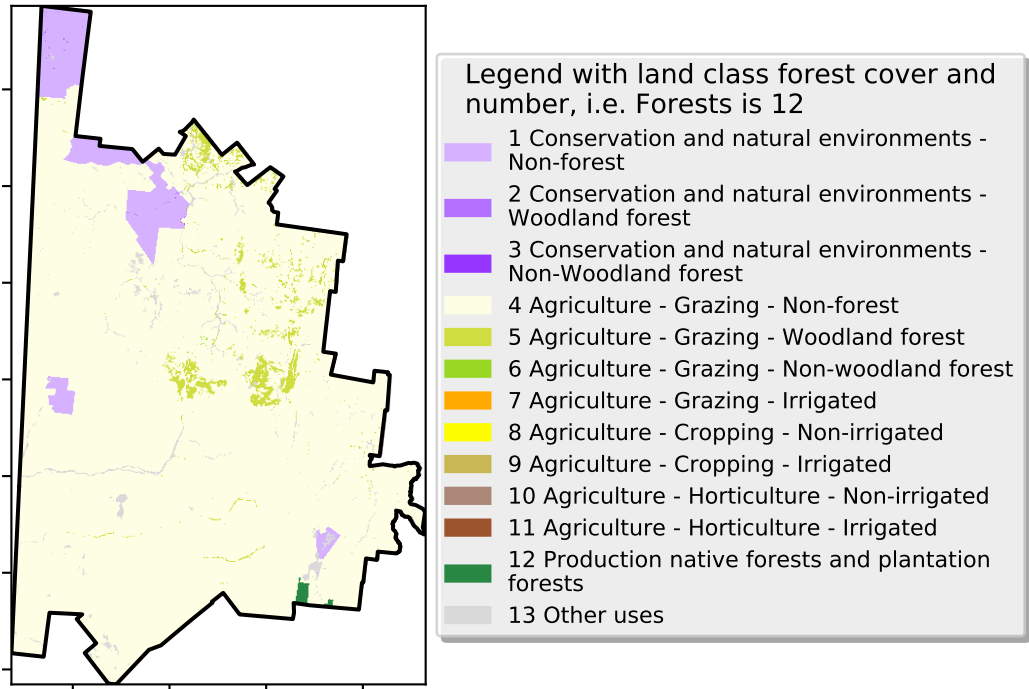 Legend with land class forest cover and
number, i.e. Forests is 12
1 Conservation and natural environments -
Non-forest
2 Conservation and natural environments -
Woodland forest
3 Conservation and natural environments -
Non-Woodland forest
4 Agriculture - Grazing - Non-forest
5 Agriculture - Grazing - Woodland forest
6 Agriculture - Grazing - Non-woodland forest
7 Agriculture - Grazing - Irrigated
8 Agriculture - Cropping - Non-irrigated
9 Agriculture - Cropping - Irrigated
10 Agriculture - Horticulture - Non-irrigated
11 Agriculture - Horticulture - Irrigated
12 Production native forests and plantation
forests
13 Other uses